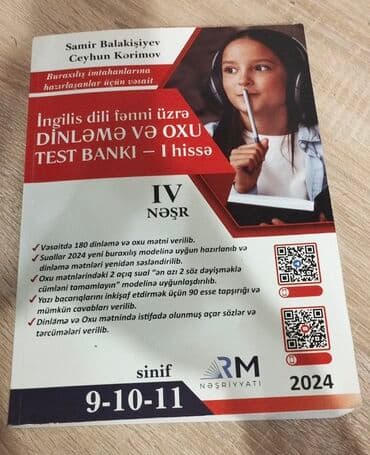 Samir Balakişiyev
Ceyhun Kərimov
Buraxılış imtahanlarına
hazırlaşanlar üçün vəsait
İngilis dili fənni üzrə
DİNLƏMƏ VƏ OXU
TEST BANKI – I hissə
IV
NƏŞR
✓ Vəsaitdə 180 dinləmə və oxu mətni verilib.
✓ Suallar 2024 yeni buraxılış modelinə uyğun hazırlanıb və
dinləmə mətnləri yenidən səsləndirilib.
✓ Oxu mətnlərindəki 2 açıq sual "ən azı 2 söz dəyişməklə
cümləni tamamlayın" modelinə uyğunlaşdırılıb.
✓ Yazı bacarıqlarını inkişaf etdirmək üçün 90 esse tapşırığı və
mümkün cavabları verilib.
✓ Dinləmə və Oxu mətnində istifadə olunmuş açar sözlər və
tərcümələri verilib.
sinif
9-10-11
RM
NƏŞRİYYATI
2024